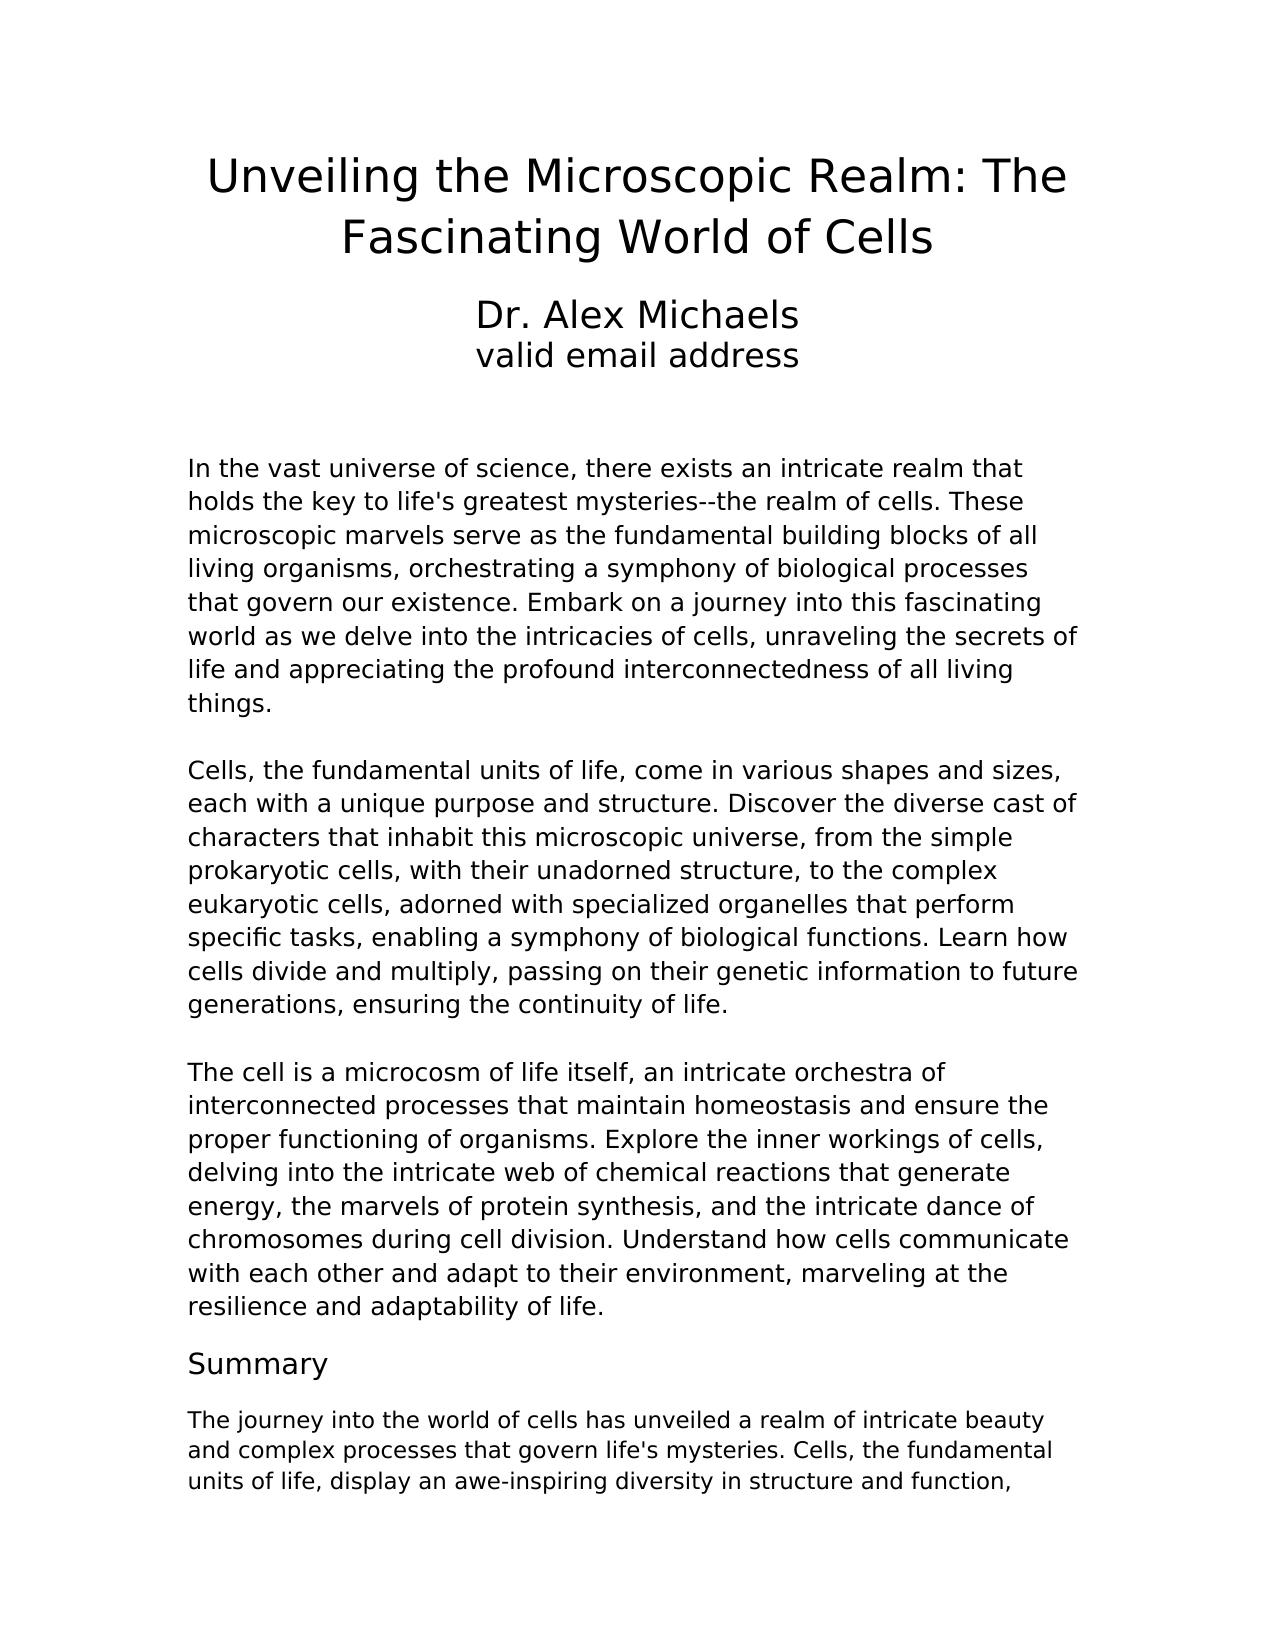 Unveiling the Microscopic Realm: The
Fascinating World of Cells
Dr. Alex Michaels
valid email address
In the vast universe of science, there exists an intricate realm that
holds the key to life's greatest mysteries--the realm of cells. These
microscopic marvels serve as the fundamental building blocks of all
living organisms, orchestrating a symphony of biological processes
that govern our existence. Embark on a journey into this fascinating
world as we delve into the intricacies of cells, unraveling the secrets of
life and appreciating the profound interconnectedness of all living
things.
Cells, the fundamental units of life, come in various shapes and sizes,
each with a unique purpose and structure. Discover the diverse cast of
characters that inhabit this microscopic universe, from the simple
prokaryotic cells, with their unadorned structure, to the complex
eukaryotic cells, adorned with specialized organelles that perform
specific tasks, enabling a symphony of biological functions. Learn how
cells divide and multiply, passing on their genetic information to future
generations, ensuring the continuity of life.
The cell is a microcosm of life itself, an intricate orchestra of
interconnected processes that maintain homeostasis and ensure the
proper functioning of organisms. Explore the inner workings of cells,
delving into the intricate web of chemical reactions that generate
energy, the marvels of protein synthesis, and the intricate dance of
chromosomes during cell division. Understand how cells communicate
with each other and adapt to their environment, marveling at the
resilience and adaptability of life.
Summary
The journey into the world of cells has unveiled a realm of intricate beauty
and complex processes that govern life's mysteries. Cells, the fundamental
units of life, display an awe-inspiring diversity in structure and function,